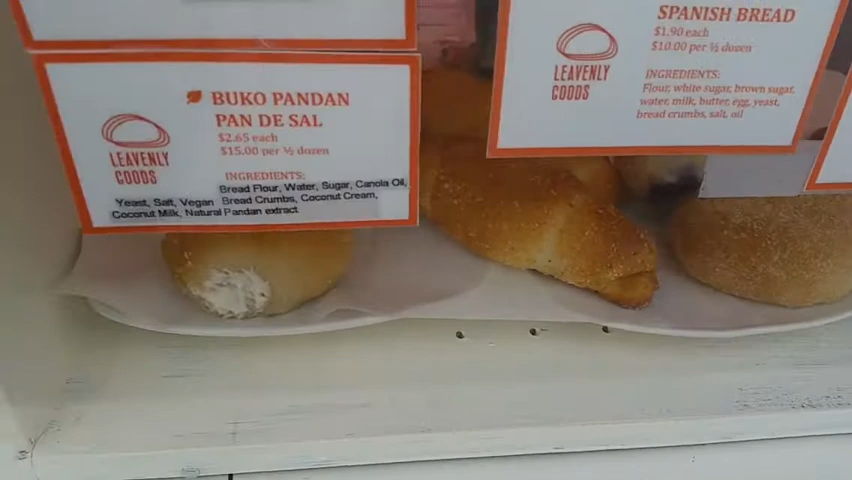 BUKO PANDAN
PAN DE SAL
$2.65 each
$15.00 per ½ dozen
LEAVENLY
GOODS
INGREDIENTS:
Bread Flour, Water, Sugar, Canola Oil,
Yeast, Salt, Vegan Bread Crumbs, Coconut Cream,
Coconut Milk, Natural Pandan Extract
SPANISH BREAD
$1.90 each
$10.00 per ½ dozen
LEAVENLY
GOODS
INGREDIENTS:
Flour, white sugar, brown sugar,
water, milk, butter, egg, yeast,
bread crumbs, salt, oil